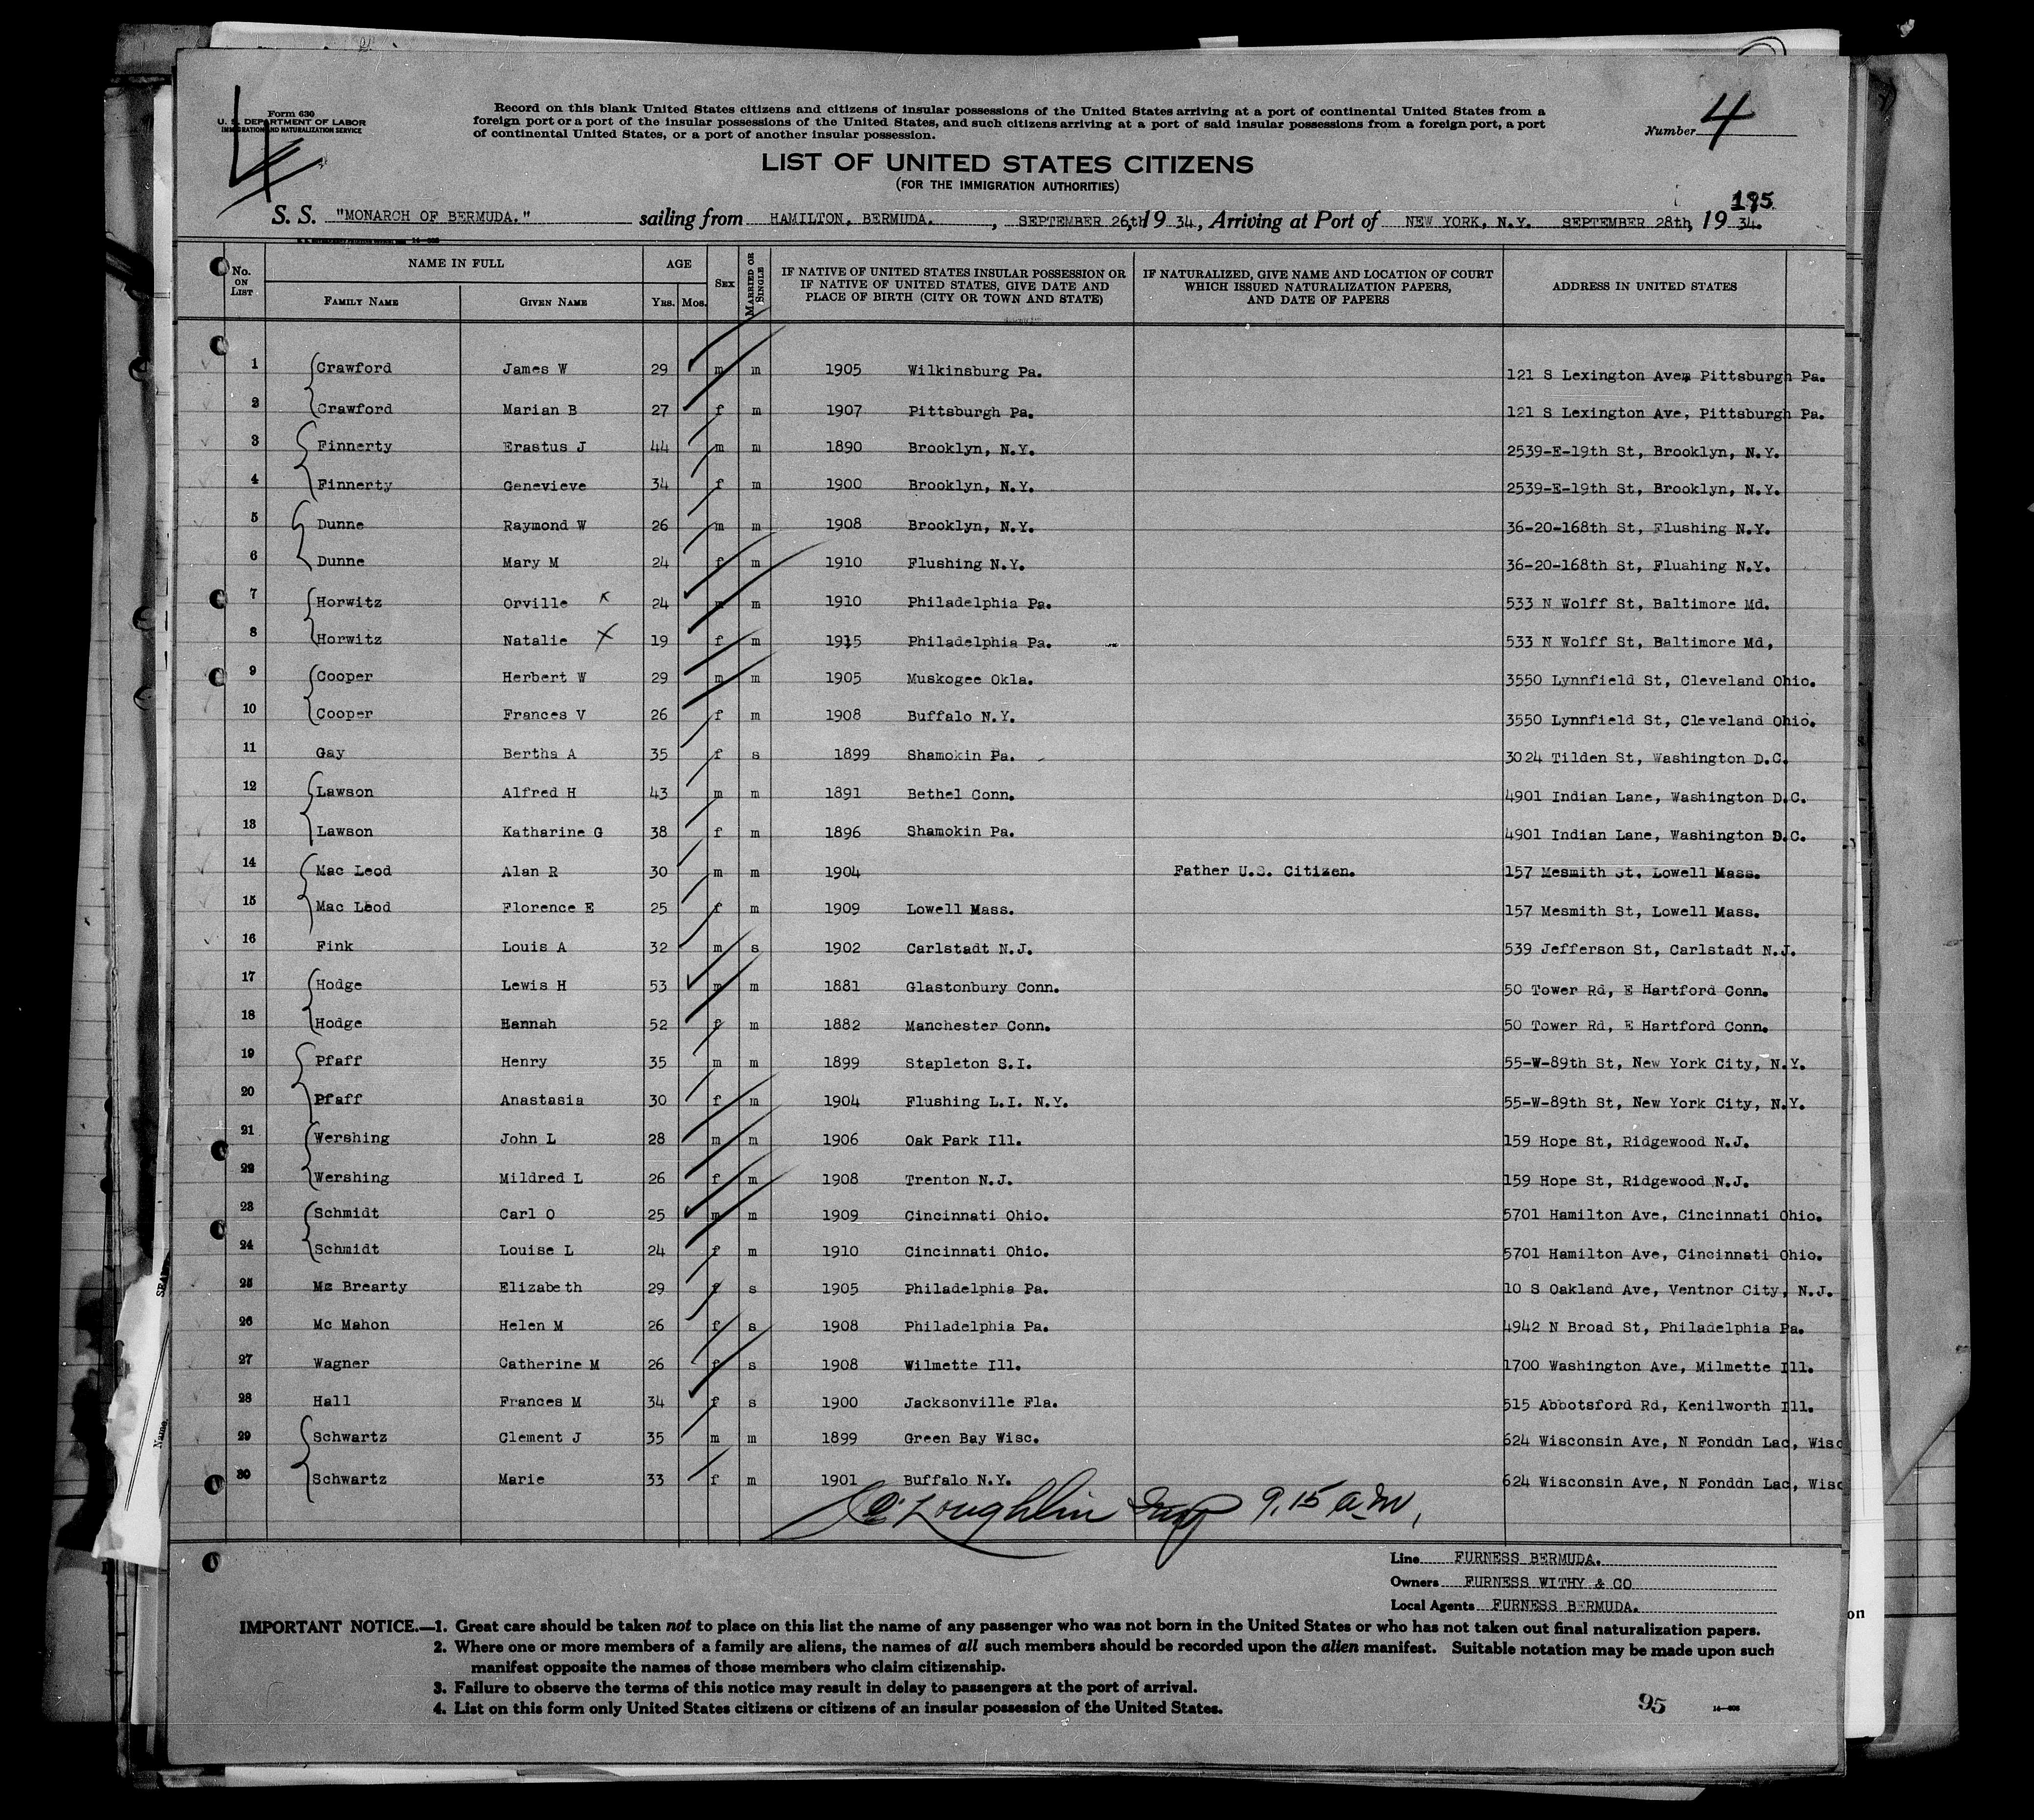 Form 630
U. S. DEPARTMENT OF LABOR
IMMIGRATION AND NATURALIZATION SERVICE
4
Record on this blank United States citizens and citizens of insular possessions of the United States arriving at a port of continental United States from a
foreign port or a port of the insular possessions of the United States, and such citizens arriving at a port of said insular possessions from a foreign port, a port
of continental United States, or a port of another insular possession.
Number 4
LIST OF UNITED STATES CITIZENS
(FOR THE IMMIGRATION AUTHORITIES)
195
S. S. "MONARCH OF BERMUDA." sailing from HAMILTON, BERMUDA. , SEPTEMBER 26,th 19 34, Arriving at Port of NEW YORK, N.Y. SEPTEMBER 28th, 19 34.
No. ON LIST NAME IN FULL FAMILY NAME GIVEN NAME AGE YRS. MOS. SEX MARRIED OR SINGLE IF NATIVE OF UNITED STATES INSULAR POSSESSION OR IF NATIVE OF UNITED STATES, GIVE DATE AND PLACE OF BIRTH (CITY OR TOWN AND STATE) IF NATURALIZED, GIVE NAME AND LOCATION OF COURT WHICH ISSUED NATURALIZATION PAPERS, AND DATE OF PAPERS ADDRESS IN UNITED STATES
1 Crawford James W 29 m m 1905 Wilkinsburg Pa. 121 S Lexington Ave, Pittsburgh Pa.
2 Crawford Marian B 27 f m 1907 Pittsburgh Pa. 121 S Lexington Ave, Pittsburgh Pa.
3 Finnerty Erastus J 44 m m 1890 Brooklyn, N.Y. 2539-E-19th St, Brooklyn, N.Y.
4 Finnerty Genevieve 34 f m 1900 Brooklyn, N.Y. 2539-E-19th St, Brooklyn, N.Y.
5 Dunne Raymond W 26 m m 1908 Brooklyn, N.Y. 36-20-168th St, Flushing N.Y.
6 Dunne Mary M 24 f m 1910 Flushing N.Y. 36-20-168th St, Flushing N.Y.
7 Horwitz Orville x 24 m m 1910 Philadelphia Pa. 533 N Wolff St, Baltimore Md.
8 Horwitz Natalie X 19 f m 1915 Philadelphia Pa. 533 N Wolff St, Baltimore Md,
9 Cooper Herbert W 29 m m 1905 Muskogee Okla. 3550 Lynnfield St, Cleveland Ohio.
10 Cooper Frances V 26 f m 1908 Buffalo N.Y. 3550 Lynnfield St, Cleveland Ohio.
11 Gay Bertha A 35 f s 1899 Shamokin Pa. 3024 Tilden St, Washington D.C.
12 Lawson Alfred H 43 m m 1891 Bethel Conn. 4901 Indian Lane, Washington D.C.
13 Lawson Katharine G 38 f m 1896 Shamokin Pa. 4901 Indian Lane, Washington D.C.
14 Mac Leod Alan R 30 m m 1904 Father U.S. Citizen. 157 Mesmith St. Lowell Mass.
15 Mac Leod Florence E 25 f m 1909 Lowell Mass. 157 Mesmith St, Lowell Mass.
16 Fink Louis A 32 m s 1902 Carlstadt N.J. 539 Jefferson St, Carlstadt N.J.
17 Hodge Lewis H 53 m m 1881 Glastonbury Conn. 50 Tower Rd, E Hartford Conn.
18 Hodge Hannah 52 f m 1882 Manchester Conn. 50 Tower Rd, E Hartford Conn.
19 Pfaff Henry 35 m m 1899 Stapleton S.I. 55-W-89th St, New York City, N.Y.
20 Pfaff Anastasia 30 f m 1904 Flushing L.I. N.Y. 55-W-89th St, New York City, N.Y.
21 Wershing John L 28 m m 1906 Oak Park Ill. 159 Hope St, Ridgewood N.J.
22 Wershing Mildred L 26 f m 1908 Trenton N.J. 159 Hope St, Ridgewood N.J.
23 Schmidt Carl O 25 m m 1909 Cincinnati Ohio. 5701 Hamilton Ave, Cincinnati Ohio.
24 Schmidt Louise L 24 f m 1910 Cincinnati Ohio. 5701 Hamilton Ave, Cincinnati Ohio.
25 Mc Brearty Elizabeth 29 f s 1905 Philadelphia Pa. 10 S Oakland Ave, Ventnor City, N.J.
26 Mc Mahon Helen M 26 f s 1908 Philadelphia Pa. 4942 N Broad St, Philadelphia Pa.
27 Wagner Catherine M 26 f s 1908 Wilmette Ill. 1700 Washington Ave, Milmette Ill.
28 Hall Frances M 34 f s 1900 Jacksonville Fla. 515 Abbotsford Rd, Kenilworth Ill.
29 Schwartz Clement J 35 m m 1899 Green Bay Wisc. 624 Wisconsin Ave, N Fonddn Lac, Wisc
30 Schwartz Marie 33 f m 1901 Buffalo N.Y. 624 Wisconsin Ave, N Fonddn Lac, Wisc
Loughlin Insp 9.15 a.m,
Line FURNESS BERMUDA.
Owners FURNESS WITHY & CO
Local Agents FURNESS BERMUDA.
IMPORTANT NOTICE.—1. Great care should be taken not to place on this list the name of any passenger who was not born in the United States or who has not taken out final naturalization papers.
2. Where one or more members of a family are aliens, the names of all such members should be recorded upon the alien manifest. Suitable notation may be made upon such
manifest opposite the names of those members who claim citizenship.
3. Failure to observe the terms of this notice may result in delay to passengers at the port of arrival.
4. List on this form only United States citizens or citizens of an insular possession of the United States.
95